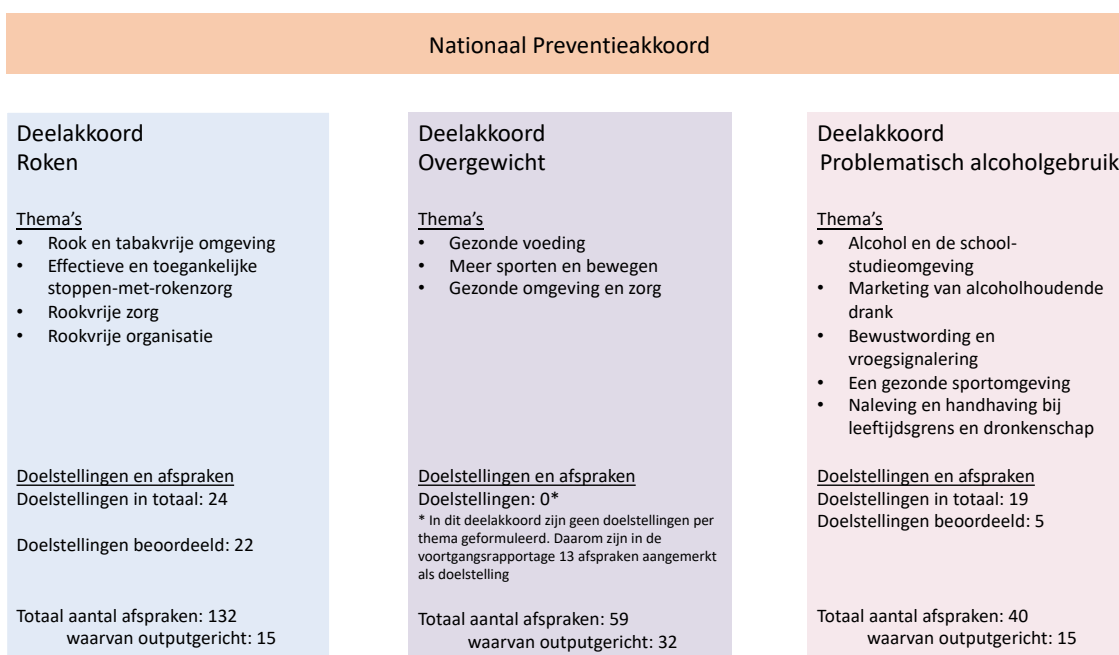 Nationaal Preventieakkoord
Deelakkoord
Roken
Thema's
• Rook en tabakvrije omgeving
• Effectieve en toegankelijke
stoppen-met-rokenzorg
• Rookvrije zorg
• Rookvrije organisatie
Doelstellingen en afspraken
Doelstellingen in totaal: 24
Doelstellingen beoordeeld: 22
Totaal aantal afspraken: 132
waarvan outputgericht: 15
Deelakkoord
Overgewicht
Thema's
• Gezonde voeding
• Meer sporten en bewegen
• Gezonde omgeving en zorg
Doelstellingen en afspraken
Doelstellingen: 0*
* In dit deelakkoord zijn geen doelstellingen per
thema geformuleerd. Daarom zijn in de
voortgangsrapportage 13 afspraken aangemerkt
als doelstelling
Totaal aantal afspraken: 59
waarvan outputgericht: 32
Deelakkoord
Problematisch alcoholgebruik
Thema's
• Alcohol en de school-
studieomgeving
• Marketing van alcoholhoudende
drank
• Bewustwording en
vroegsignalering
• Een gezonde sportomgeving
• Naleving en handhaving bij
leeftijdsgrens en dronkenschap
Doelstellingen en afspraken
Doelstellingen in totaal: 19
Doelstellingen beoordeeld: 5
Totaal aantal afspraken: 40
waarvan outputgericht: 15